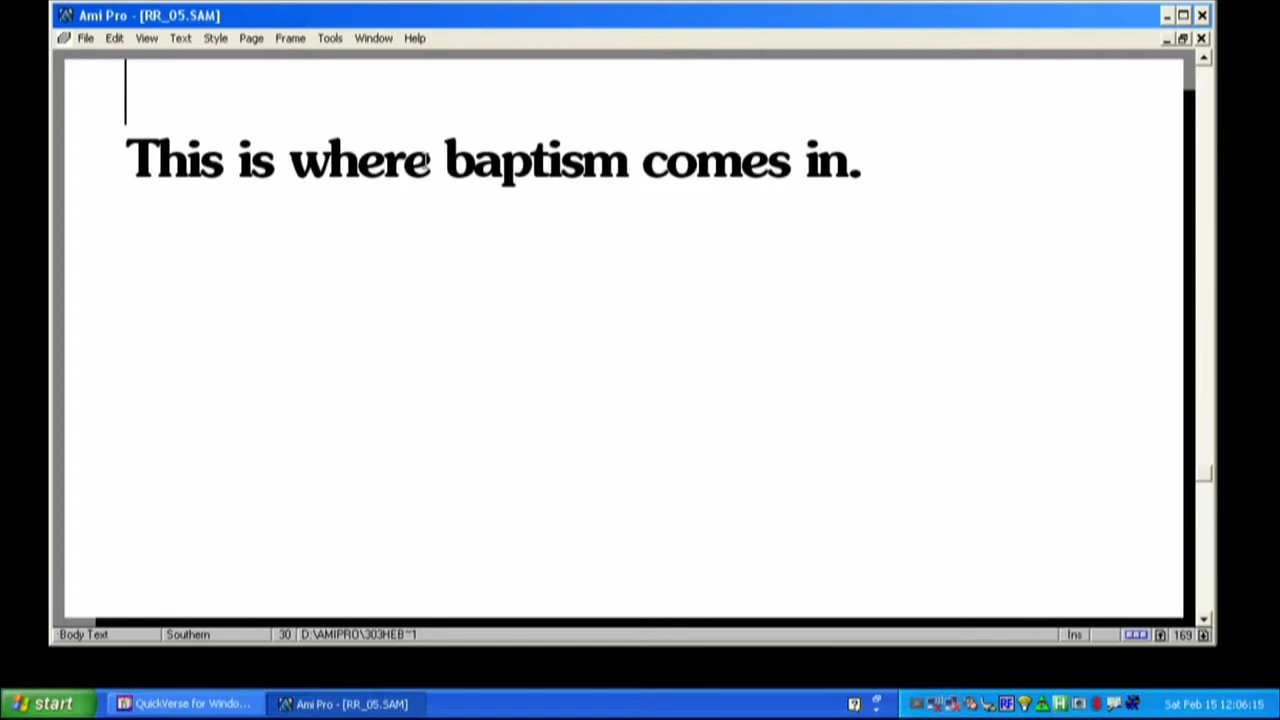 Ami Pro - [RR_05.SAM]
File Edit View Text Style Page Frame Tools Window Help
This is where baptism comes in.
Body Text Southern 30 D:\AMIPRO\303HEB~1 Ins 169
start QuickVerse for Windo... Ami Pro - [RR_05.SAM] RF H Sat Feb 15 12:06:15